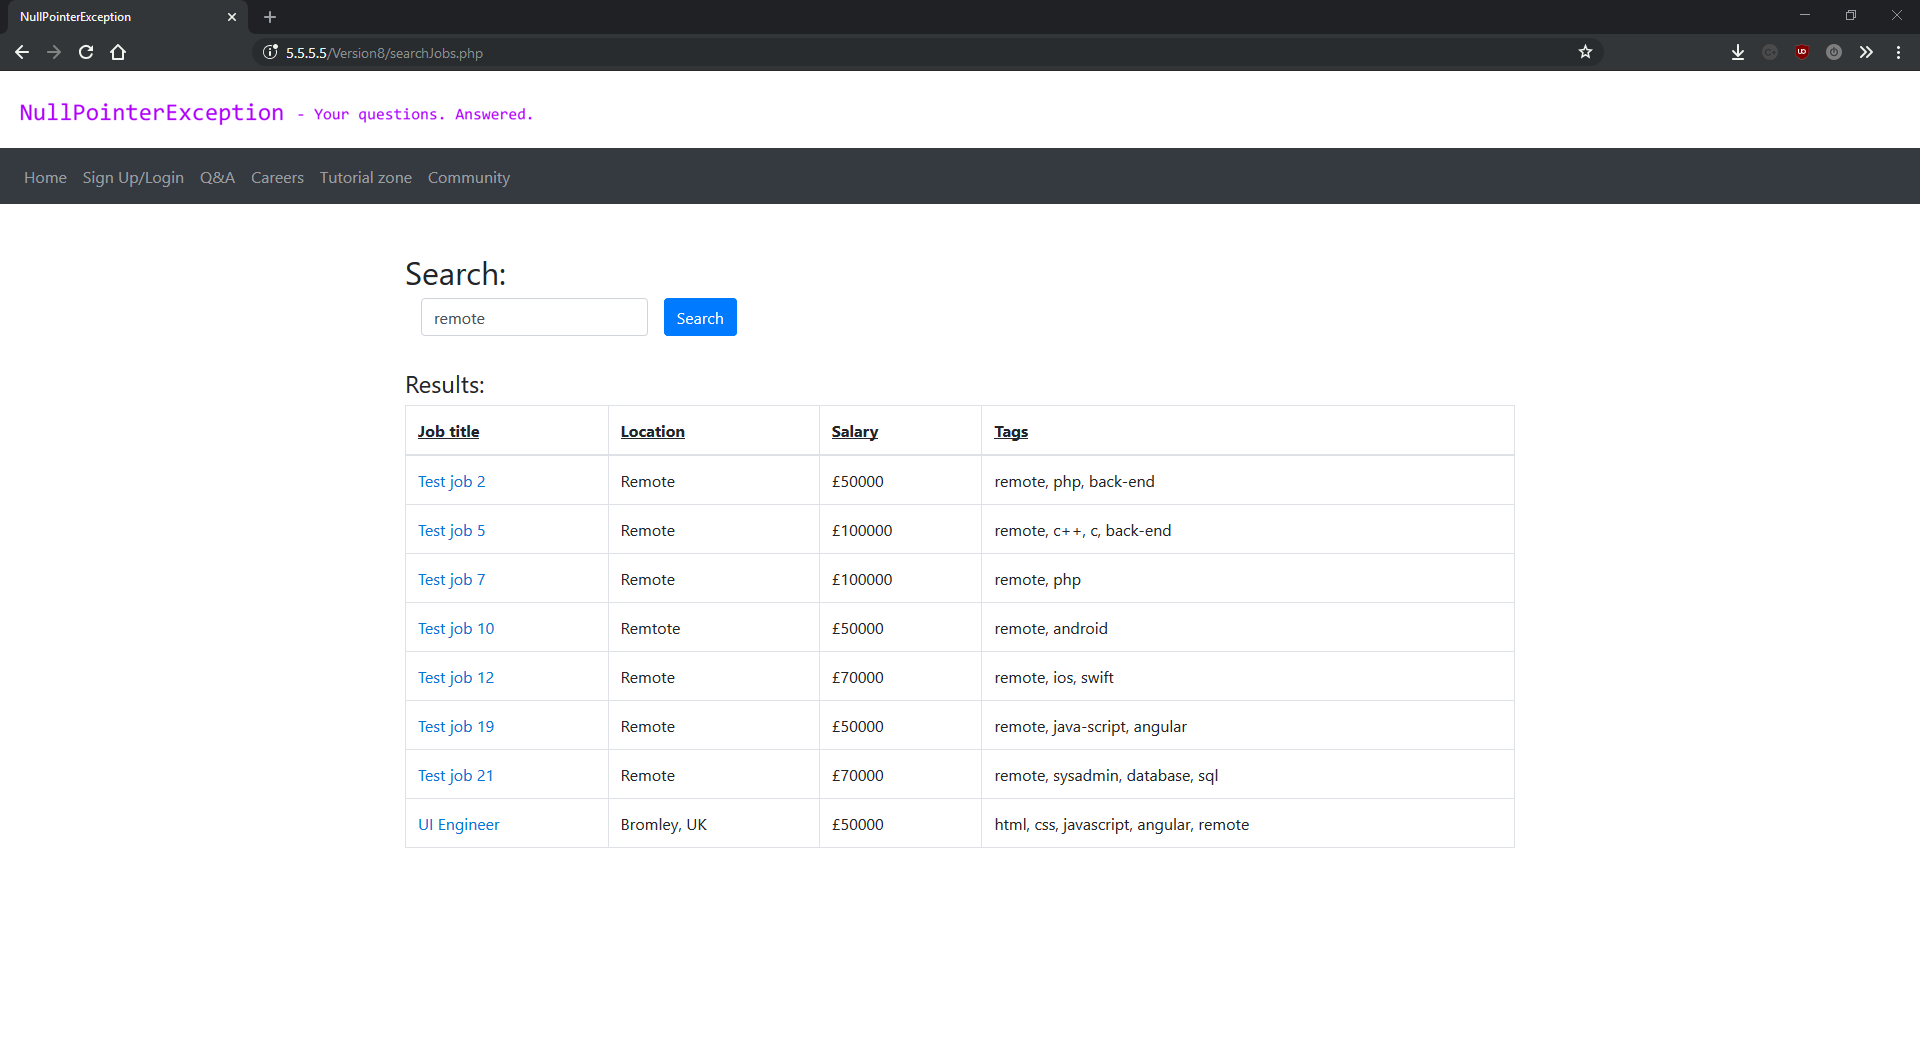 NullPointerException
5.5.5.5/Version8/searchJobs.php
NullPointerException - Your questions. Answered.
Home Sign Up/Login Q&A Careers Tutorial zone Community
Search:
remote Search
Results:
Job title Location Salary Tags
Test job 2 Remote £50000 remote, php, back-end
Test job 5 Remote £100000 remote, c++, c, back-end
Test job 7 Remote £100000 remote, php
Test job 10 Remtote £50000 remote, android
Test job 12 Remote £70000 remote, ios, swift
Test job 19 Remote £50000 remote, java-script, angular
Test job 21 Remote £70000 remote, sysadmin, database, sql
UI Engineer Bromley, UK £50000 html, css, javascript, angular, remote